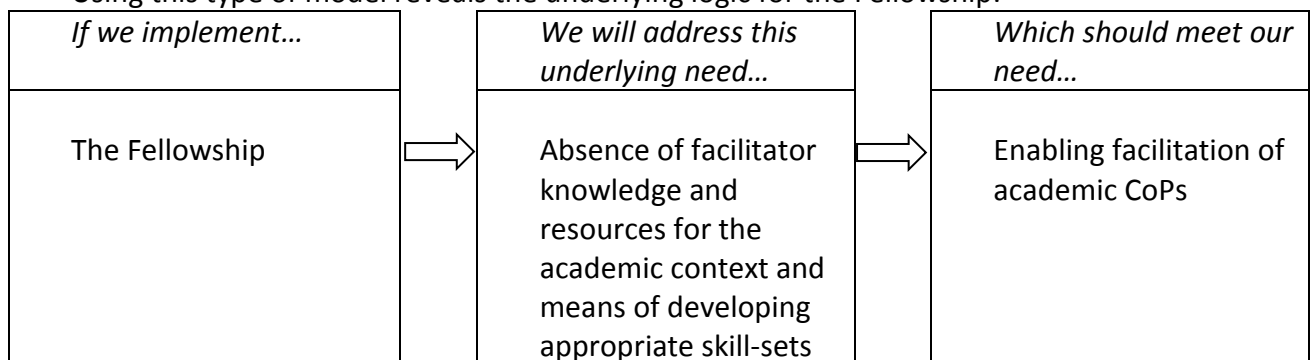 Using this type of model reveals the underlying logic for the Fellowship:
If we implement…
We will address this
underlying need…
Which should meet our
need…
The Fellowship
Absence of facilitator
knowledge and
resources for the
academic context and
means of developing
appropriate skill-sets
Enabling facilitation of
academic CoPs